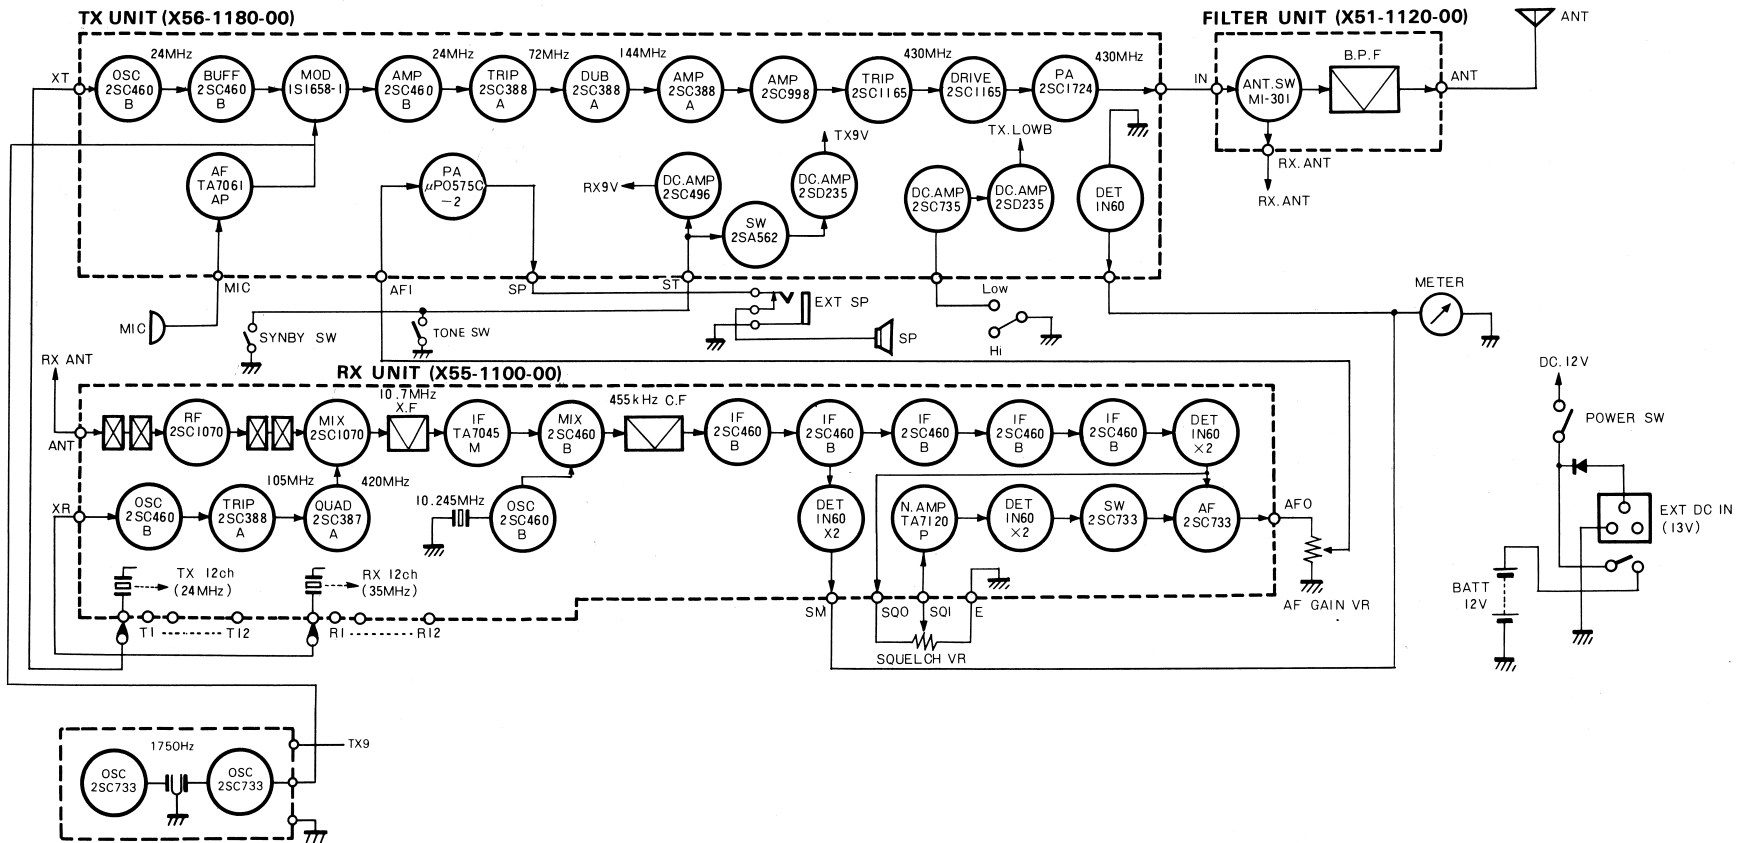 TX UNIT (X56-1180-00)
FILTER UNIT (X51-1120-00)
ANT
XT
24MHz
24MHz
72MHz
144MHz
430MHz
430MHz
IN
B.P.F
ANT
OSC
2SC460
B
BUFF
2SC460
B
MOD
1S1658-1
AMP
2SC460
B
TRIP
2SC388
A
DUB
2SC388
A
AMP
2SC388
A
AMP
2SC998
TRIP
2SC1165
DRIVE
2SC1165
PA
2SC1724
ANT.SW
MI-301
RX.ANT
RX.ANT
AF
TA7061
AP
PA
μPO575C
-2
RX9V
DC.AMP
2SC496
SW
2SA562
TX9V
DC.AMP
2SD235
DC.AMP
2SC735
TX.LOWB
DC.AMP
2SD235
DET
IN60
MIC
AFI
SP
ST
MIC
SYNBY SW
TONE SW
EXT SP
SP
Low
Hi
METER
RX ANT
RX UNIT (X55-1100-00)
10.7MHz
X.F
455kHz C.F
ANT
RF
2SC1070
MIX
2SC1070
IF
TA7045
M
MIX
2SC460
B
IF
2SC460
B
IF
2SC460
B
IF
2SC460
B
IF
2SC460
B
IF
2SC460
B
DET
IN60
×2
XR
OSC
2SC460
B
TRIP
2SC388
A
105MHz
QUAD
2SC387
A
420MHz
10.245MHz
OSC
2SC460
B
DET
IN60
X2
N.AMP
TA7120
P
DET
IN60
×2
SW
2SC733
AF
2SC733
AFO
AF GAIN VR
TX 12ch
(24MHz)
RX 12ch
(35MHz)
T1 T12
R1 R12
SM
SQO
SQI
E
SQUELCH VR
DC.12V
POWER SW
EXT DC IN
(13V)
BATT
12V
1750Hz
OSC
2SC733
OSC
2SC733
TX9